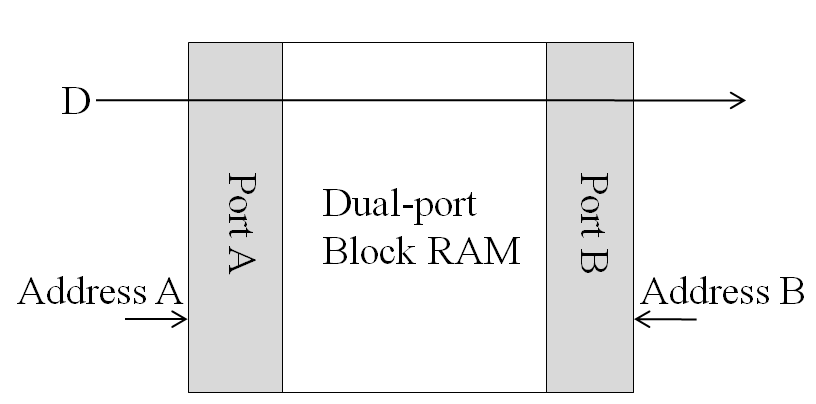 D
Port A
Dual-port
Block RAM
Port B
Address A
Address B